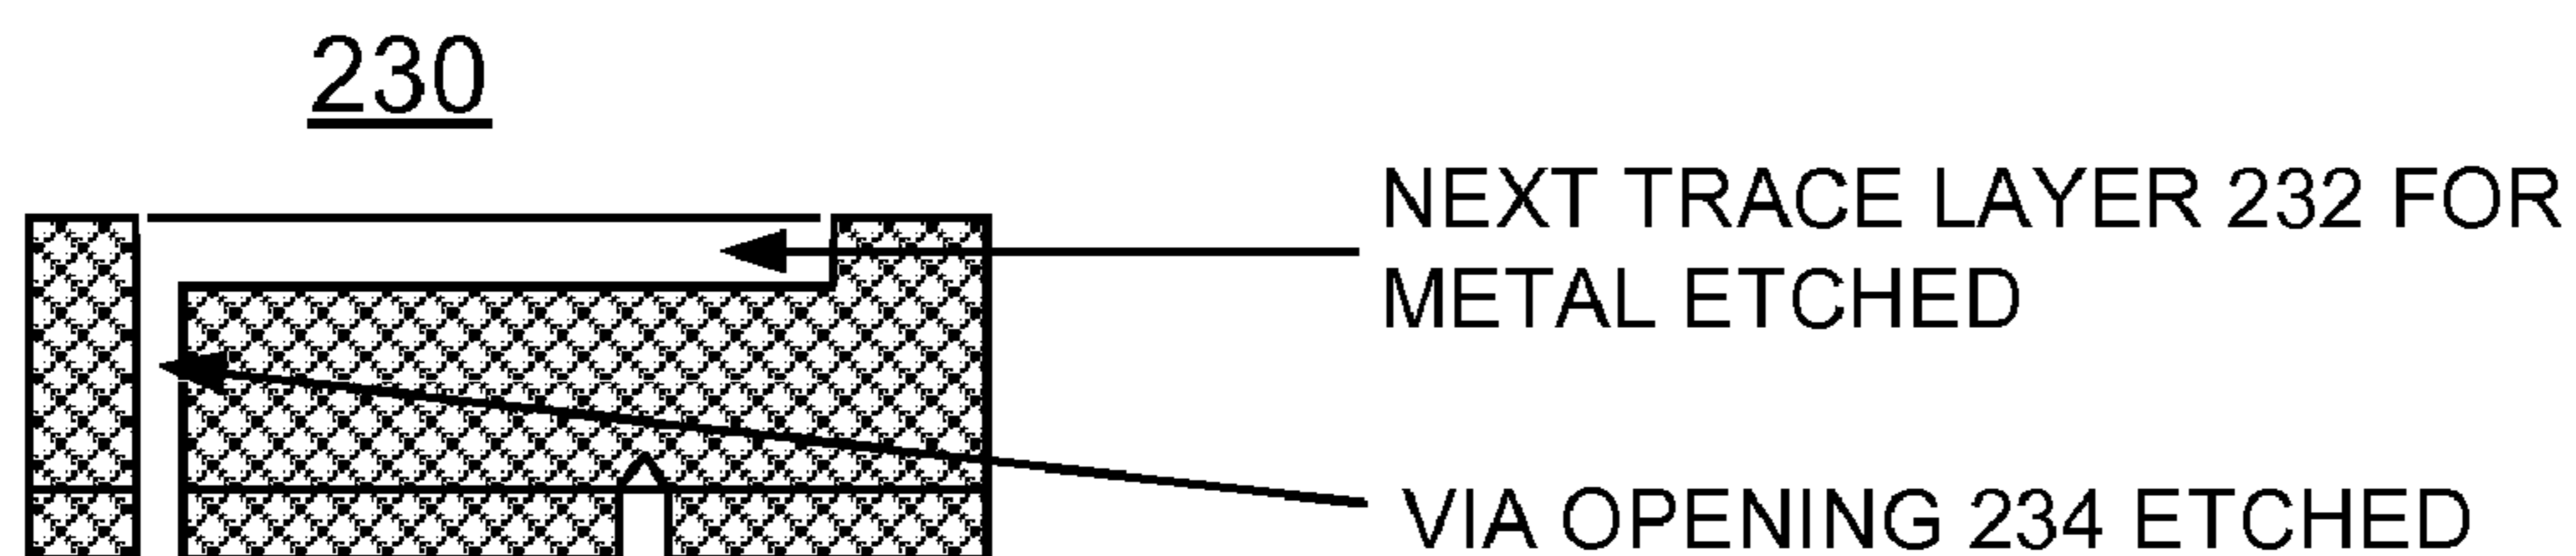 230
NEXT TRACE LAYER 232 FOR
METAL ETCHED
VIA OPENING 234 ETCHED